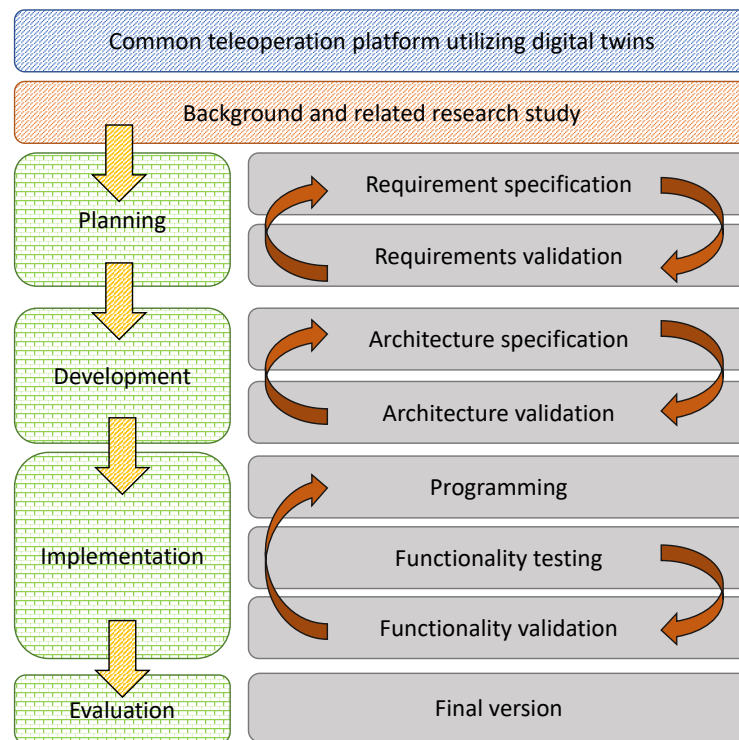 Common teleoperation platform utilizing digital twins
Background and related research study
Planning
Requirement specification
Requirements validation
Development
Architecture specification
Architecture validation
Implementation
Programming
Functionality testing
Functionality validation
Evaluation
Final version